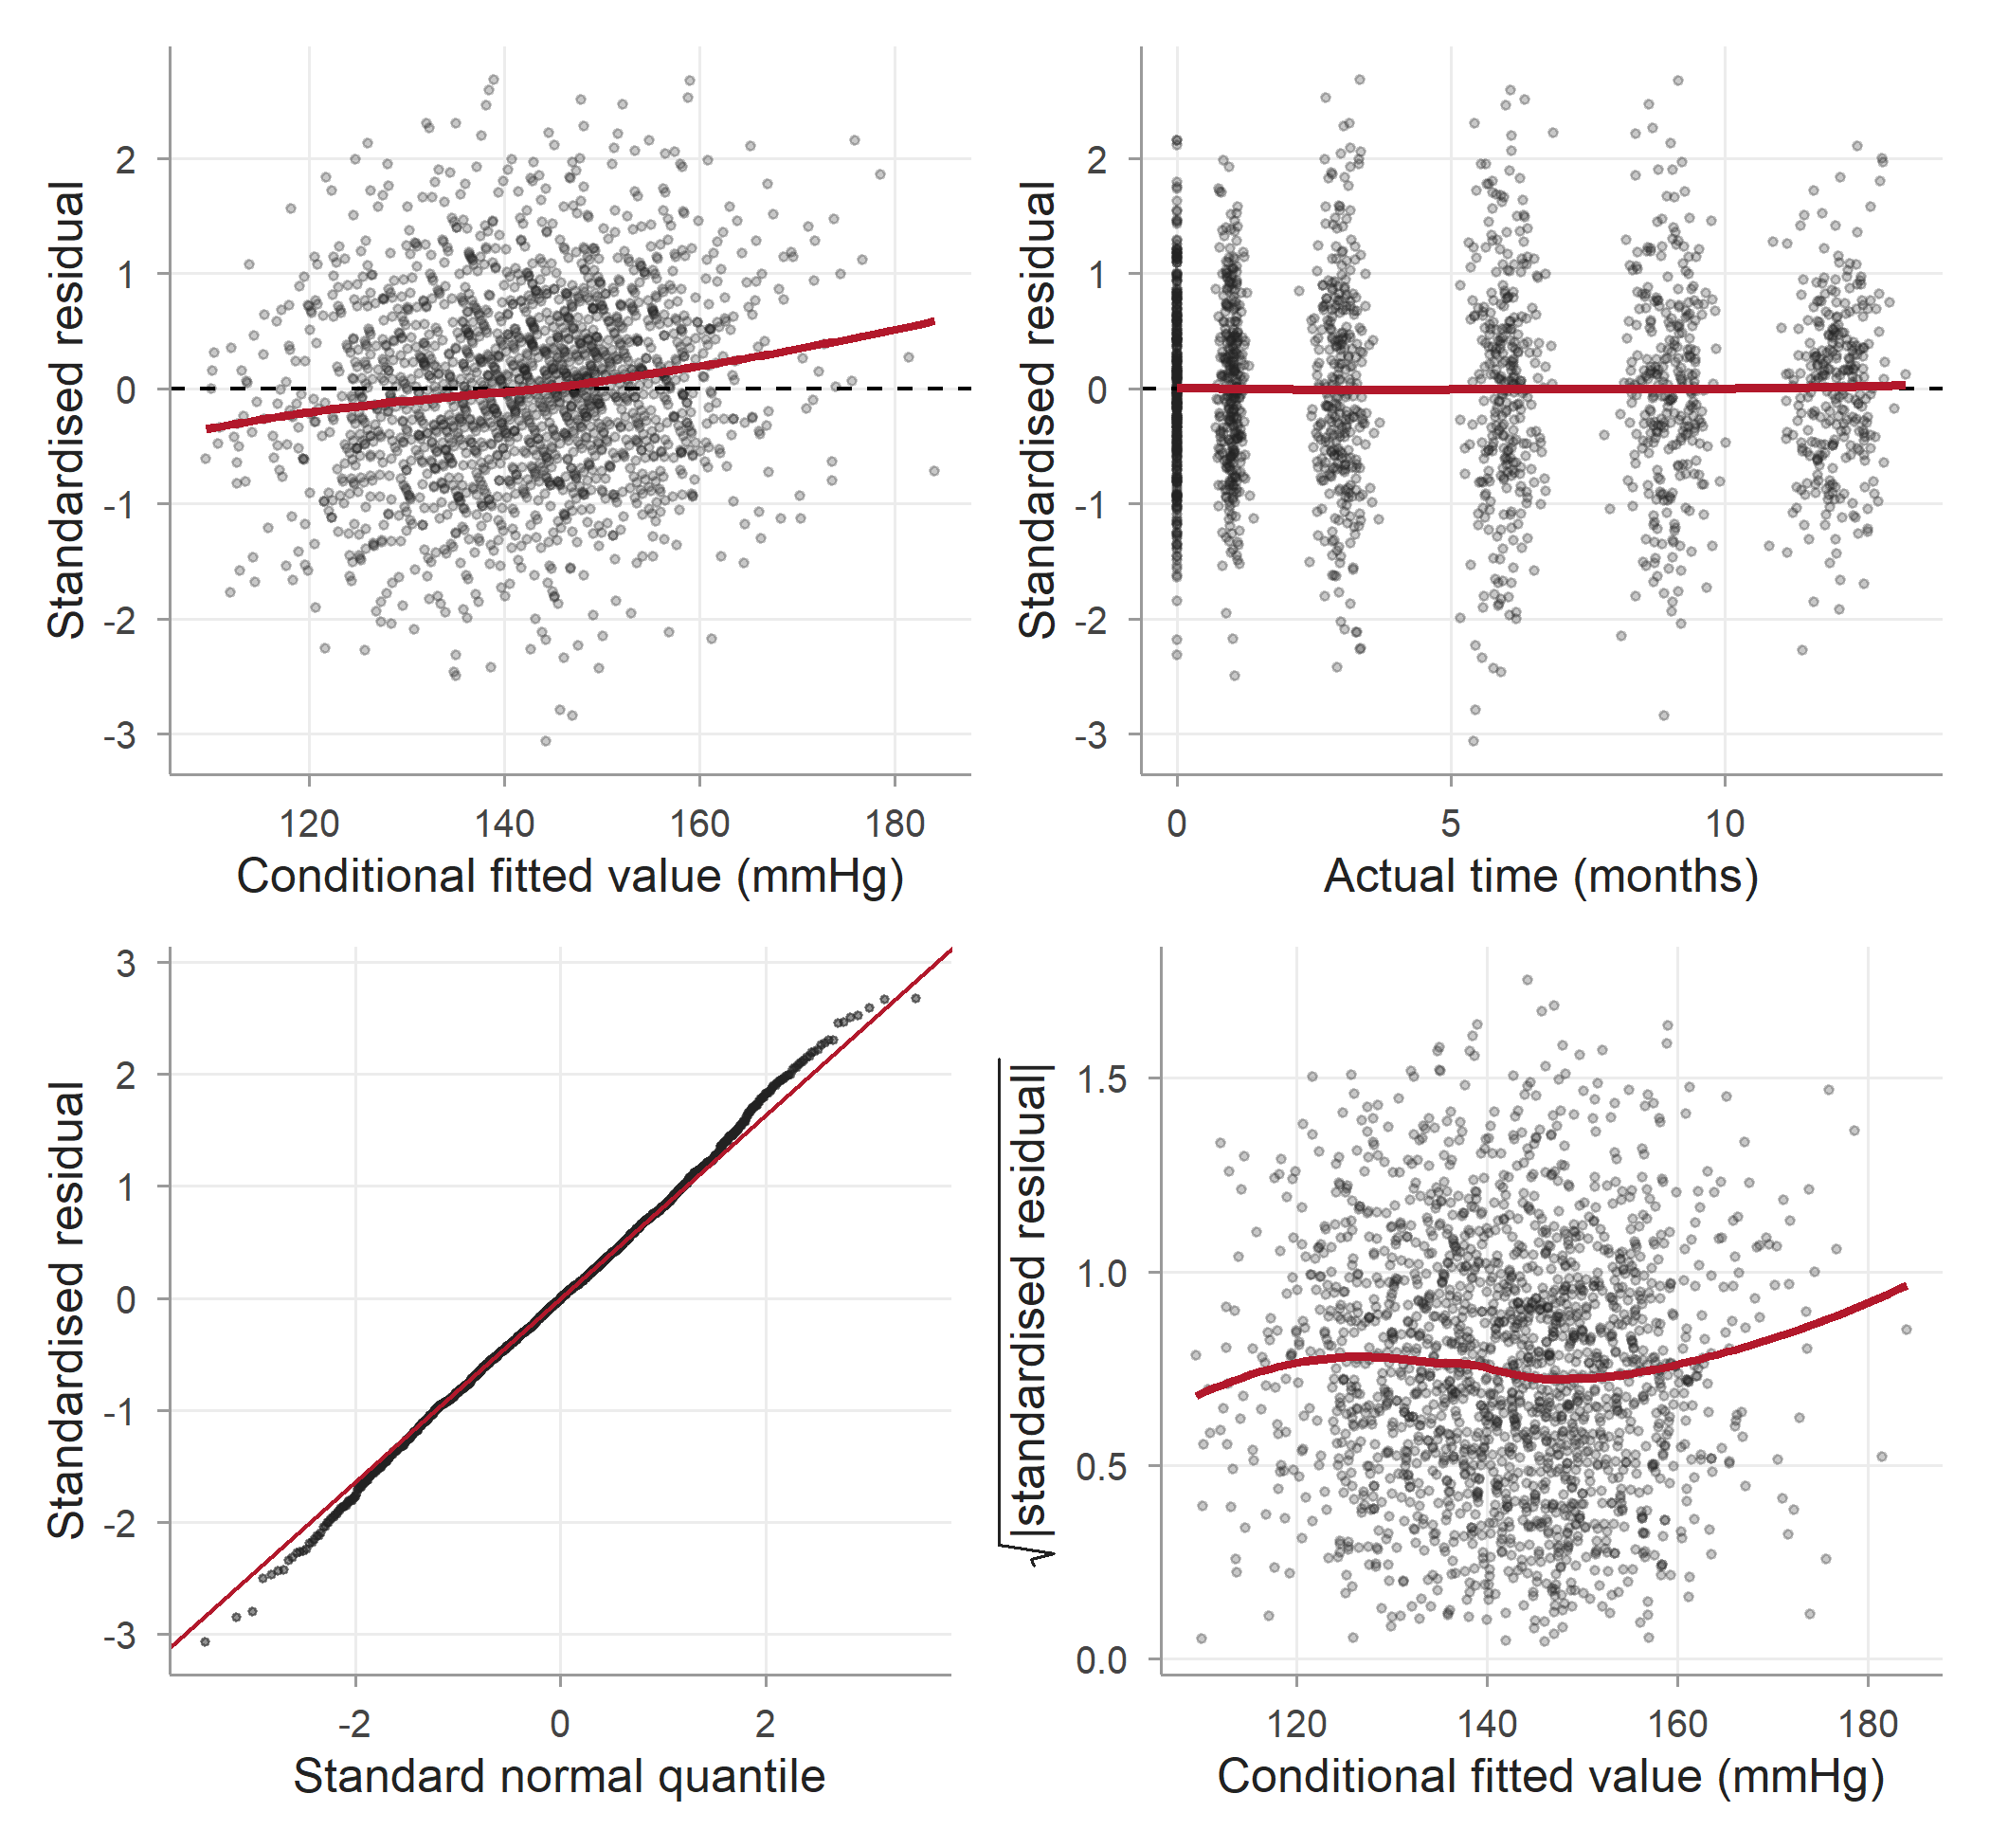 Standardised residual
2
1
0
-1
-2
-3
120 140 160 180
Conditional fitted value (mmHg)
Standardised residual
2
1
0
-1
-2
-3
0 5 10
Actual time (months)
Standardised residual
3
2
1
0
-1
-2
-3
-2 0 2
Standard normal quantile
√|standardised residual|
1.5
1.0
0.5
0.0
120 140 160 180
Conditional fitted value (mmHg)